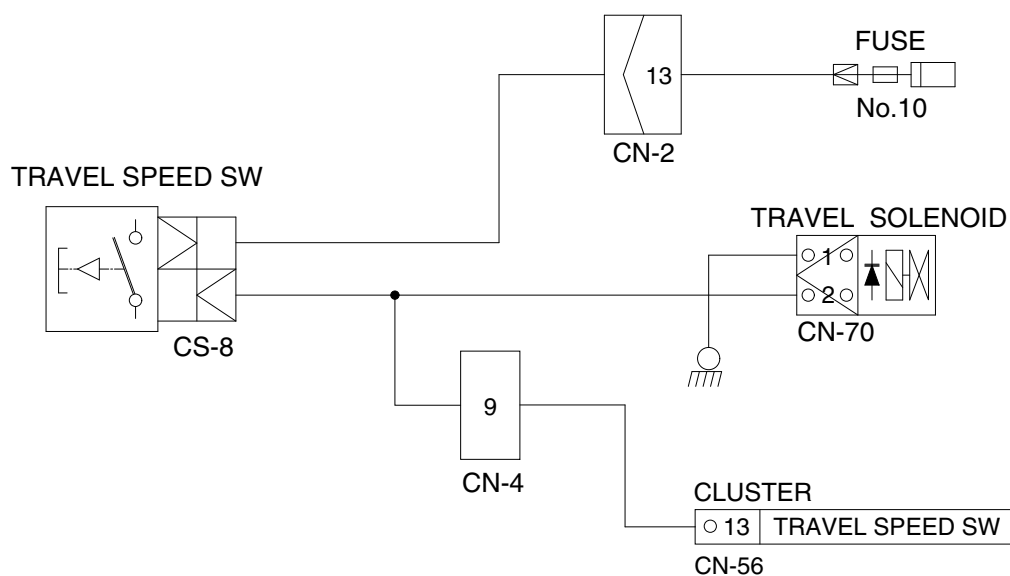 FUSE
13
No.10
CN-2
TRAVEL SPEED SW
TRAVEL SOLENOID
1
2
CN-70
CS-8
9
CN-4
CLUSTER
13 TRAVEL SPEED SW
CN-56